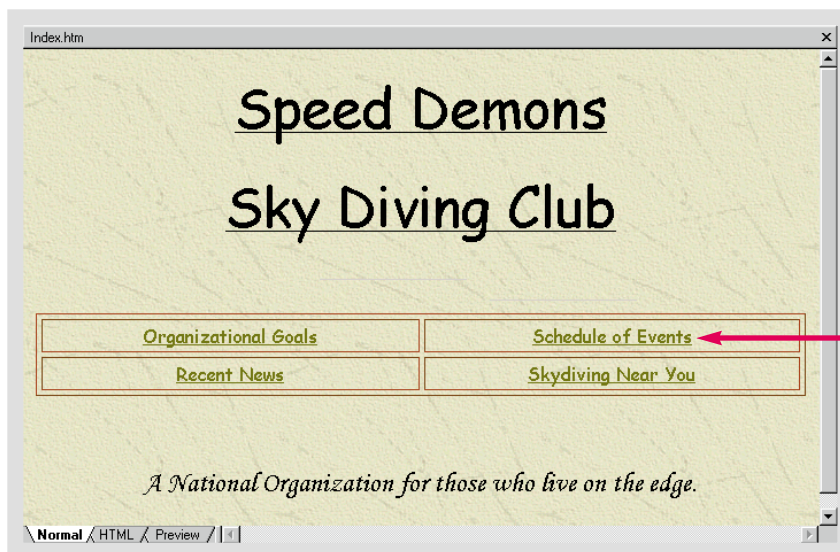 Index.htm
Speed Demons
Sky Diving Club
Organizational Goals Schedule of Events
Recent News Skydiving Near You
A National Organization for those who live on the edge.
Normal HTML Preview